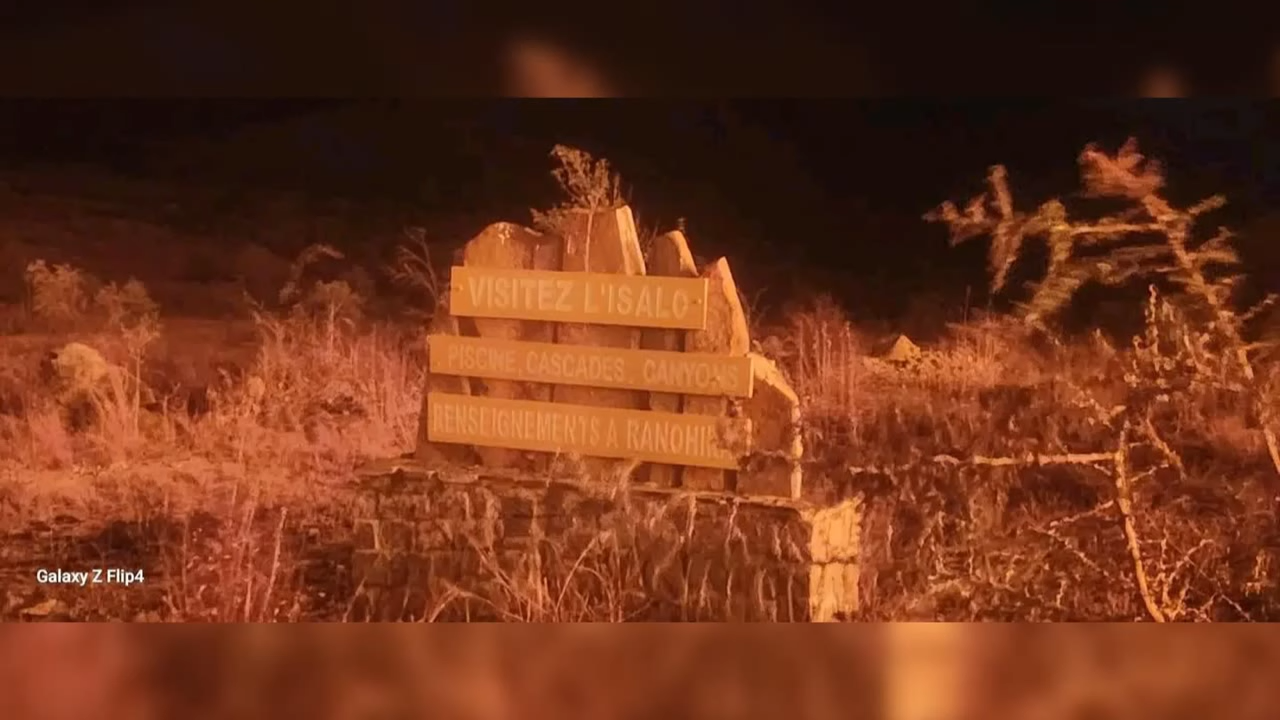 VISITEZ L'ISALO
PISCINE, CASCADES, CANYONS
RENSEIGNEMENTS A
Galaxy Z Flip4